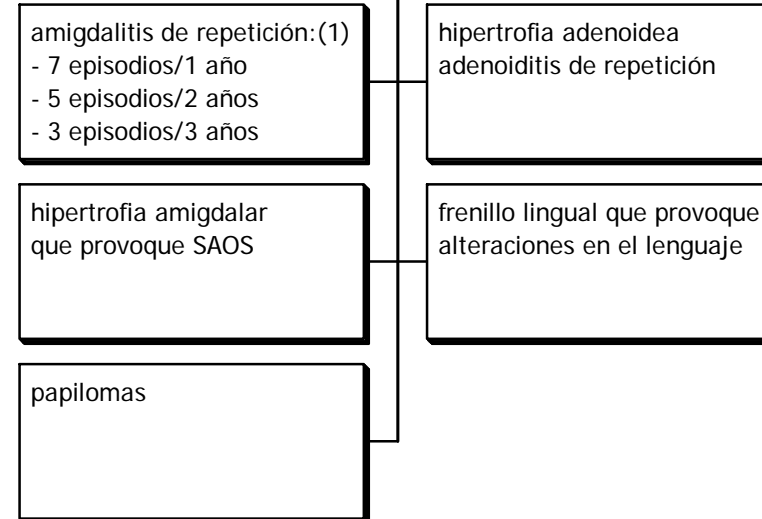 amigdalitis de repetición:(1)
- 7 episodios/1 año
- 5 episodios/2 años
- 3 episodios/3 años
hipertrofia adenoidea
adenoiditis de repetición
hipertrofia amigdalar
que provoque SAOS
frenillo lingual que provoque
alteraciones en el lenguaje
papilomas